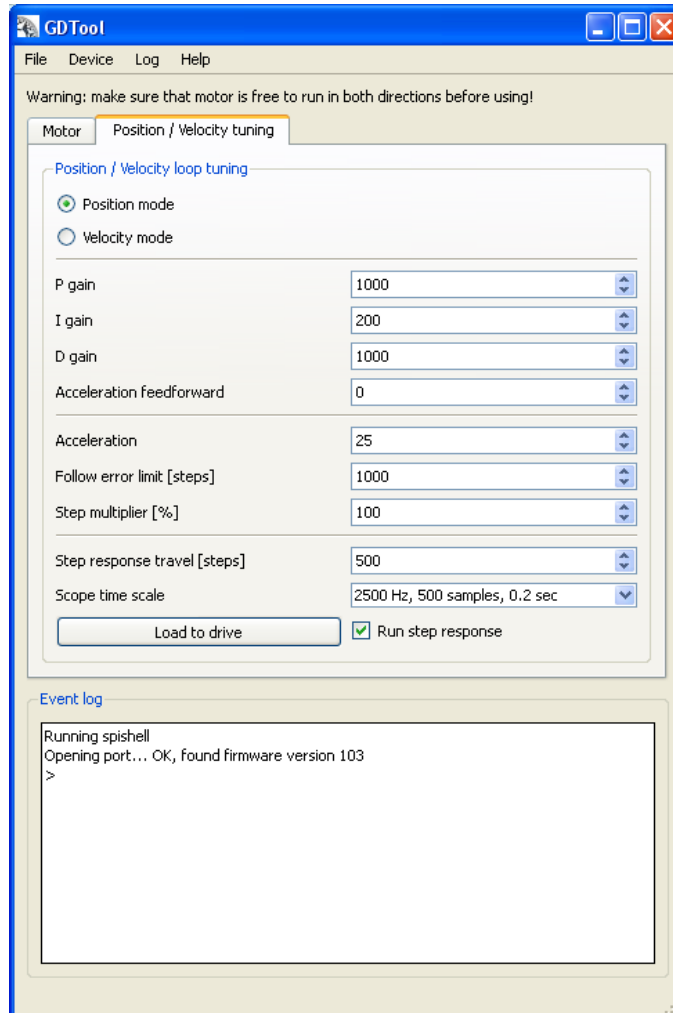 GDTool
File Device Log Help
Warning: make sure that motor is free to run in both directions before using!
Motor Position / Velocity tuning
Position / Velocity loop tuning
Position mode
Velocity mode
P gain 1000
I gain 200
D gain 1000
Acceleration feedforward 0
Acceleration 25
Follow error limit [steps] 1000
Step multiplier [%] 100
Step response travel [steps] 500
Scope time scale 2500 Hz, 500 samples, 0.2 sec
Load to drive Run step response
Event log
Running spishell
Opening port... OK, found firmware version 103
>